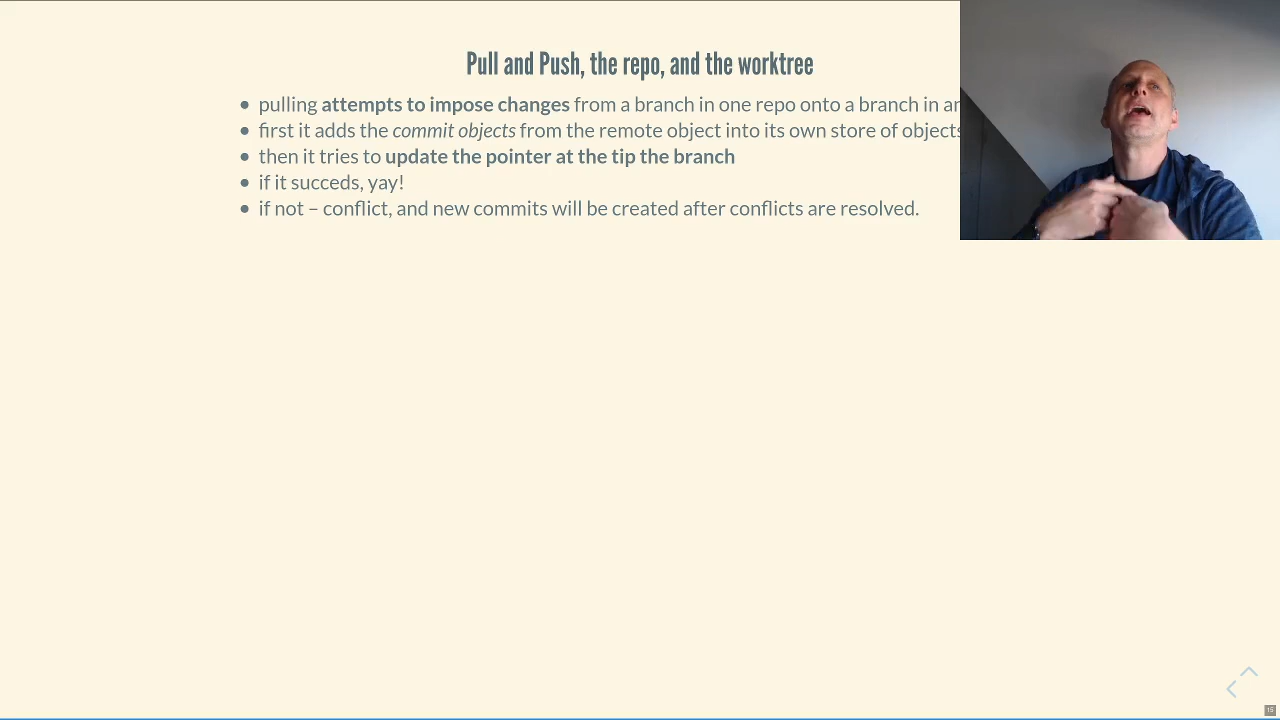 Pull and Push, the repo, and the worktree
pulling attempts to impose changes from a branch in one repo onto a branch in
first it adds the commit objects from the remote object into its own store of objects
then it tries to update the pointer at the tip the branch
if it succeds, yay!
if not – conflict, and new commits will be created after conflicts are resolved.
15